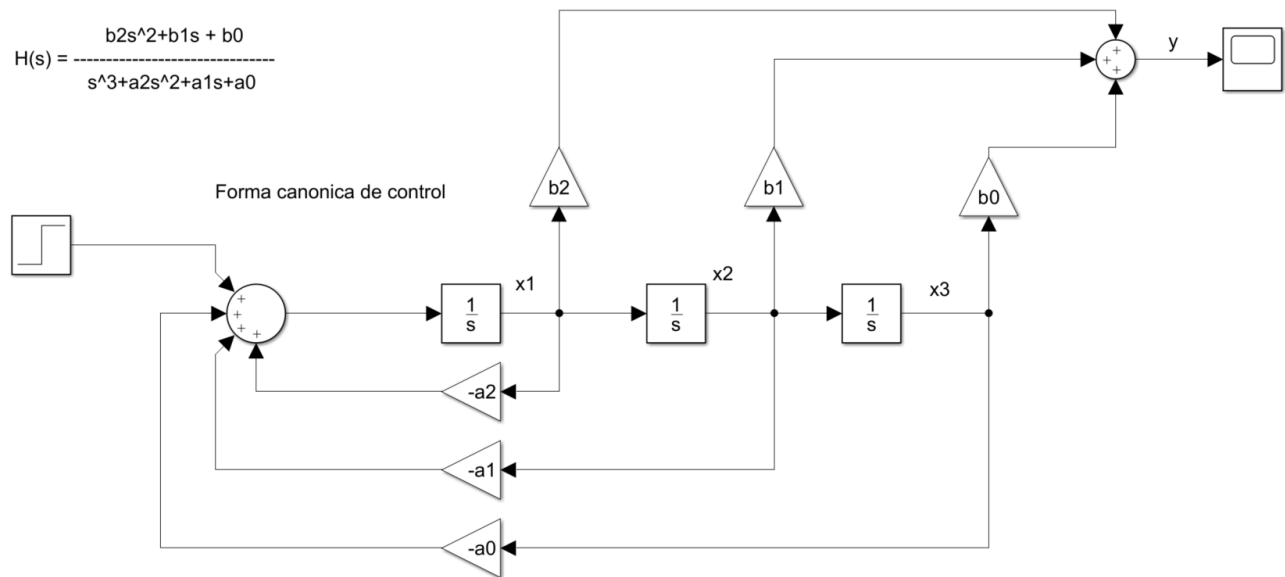 b2s^2+b1s + b0
H(s) = -------------------------------
s^3+a2s^2+a1s+a0
y
+
+
+
Forma canonica de control
b2
b1
b0
x1
x2
x3
+
+
+
+
1
s
1
s
1
s
-a2
-a1
-a0